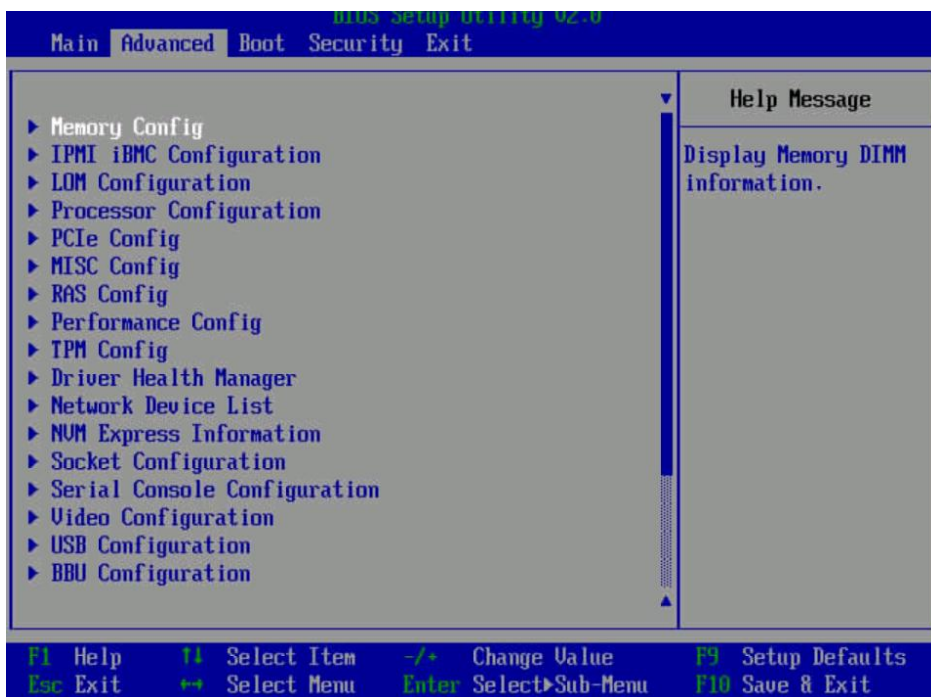 BIOS Setup Utility V2.0
Main Advanced Boot Security Exit
Help Message
Memory Config
IPMI iBMC Configuration
LOM Configuration
Processor Configuration
PCIe Config
MISC Config
RAS Config
Performance Config
TPM Config
Driver Health Manager
Network Device List
NVM Express Information
Socket Configuration
Serial Console Configuration
Video Configuration
USB Configuration
BBU Configuration
Display Memory DIMM
information.
F1 Help ↑↓ Select Item -/+ Change Value F9 Setup Defaults
Esc Exit ←→ Select Menu Enter Select▶Sub-Menu F10 Save & Exit